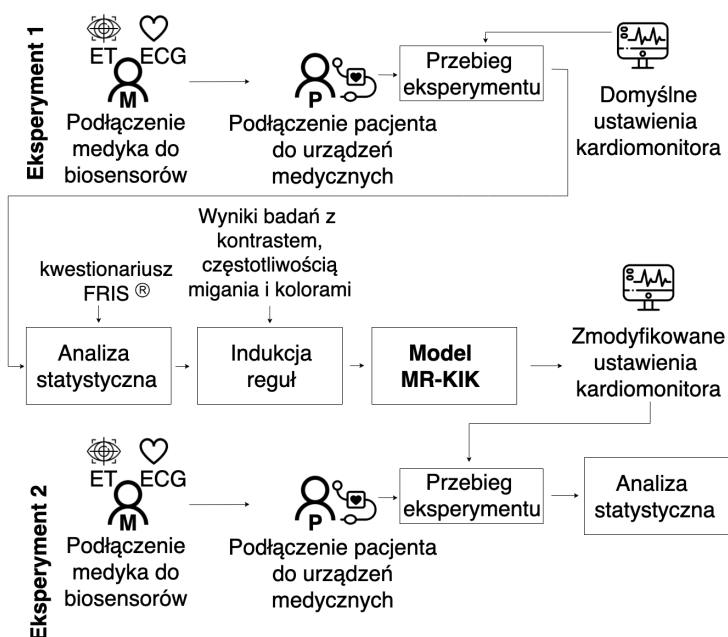 Eksperyment 1
ET ECG
M
Podłączenie
medyka do
biosensorów
P
Podłączenie pacjenta
do urządzeń
medycznych
Przebieg
eksperymentu
Domyślne
ustawienia
kardiomonitora
kwestionariusz
FRIS ®
Wyniki badań z
kontrastem,
częstotliwością
migania i kolorami
Analiza
statystyczna
Indukcja
reguł
Model
MR-KIK
Zmodyfikowane
ustawienia
kardiomonitora
Eksperyment 2
ET ECG
M
Podłączenie
medyka do
biosensorów
P
Podłączenie pacjenta
do urządzeń
medycznych
Przebieg
eksperymentu
Analiza
statystyczna